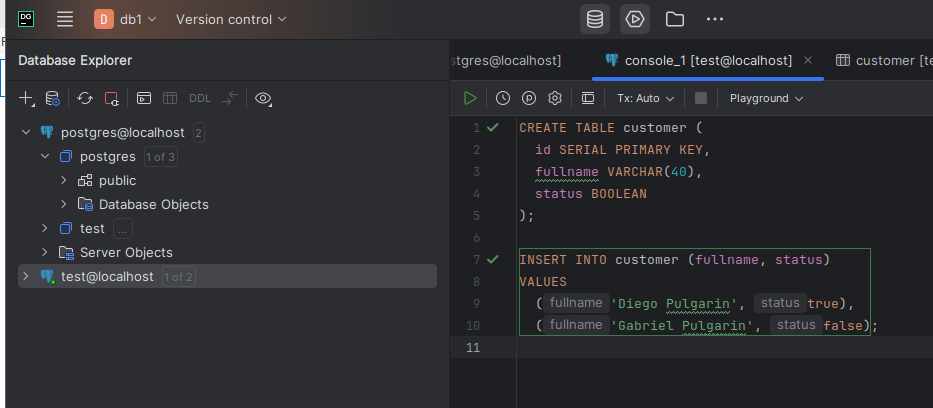 DG
D db1 Version control
Database Explorer
stgres@localhost] console_1 [test@localhost] customer [te
DDL
Tx: Auto Playground
postgres@localhost 2
postgres 1 of 3
public
Database Objects
test ...
Server Objects
test@localhost 1 of 2
1 CREATE TABLE customer (
2 id SERIAL PRIMARY KEY,
3 fullname VARCHAR(40),
4 status BOOLEAN
5 );
6
7 INSERT INTO customer (fullname, status)
8 VALUES
9 ( fullname 'Diego Pulgarin', status true),
10 ( fullname 'Gabriel Pulgarin', status false);
11